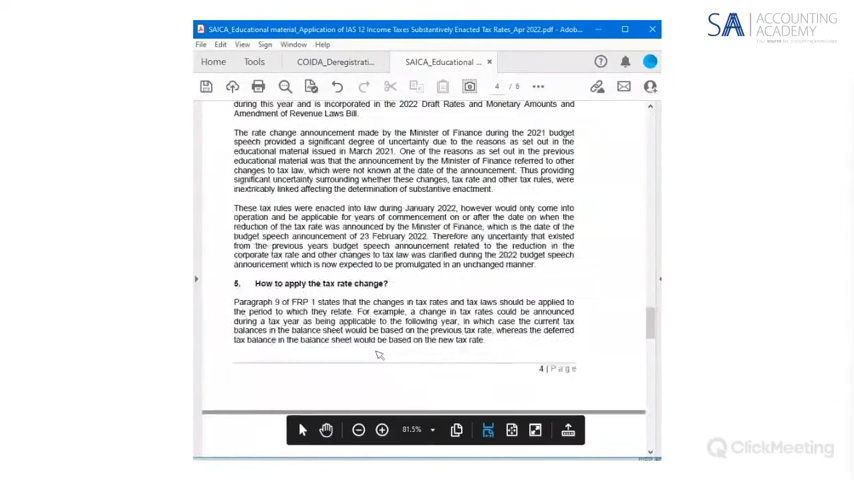 SAICA_Educational material_Application of IAS 12 Income Taxes Substantively Enacted Tax Rates_Apr 2022.pdf - Adob...
SA ACCOUNTING
ACADEMY
File Edit View Sign Window Help
Home Tools COIDA_Deregistrati... SAICA_Educational ... ×
4 / 6
during this year and is incorporated in the 2022 Draft Rates and Monetary Amounts and
Amendment of Revenue Laws Bill.
The rate change announcement made by the Minister of Finance during the 2021 budget
speech provided a significant degree of uncertainty due to the reasons as set out in the
educational material issued in March 2021. One of the reasons as set out in the previous
educational material was that the announcement by the Minister of Finance referred to other
changes to tax law, which were not known at the date of the announcement. Thus providing
significant uncertainty surrounding whether these changes, tax rate and other tax rules, were
inextricably linked affecting the determination of substantive enactment.
These tax rules were enacted into law during January 2022, however would only come into
operation and be applicable for years of commencement on or after the date on when the
reduction of the tax rate was announced by the Minister of Finance, which is the date of the
budget speech announcement of 23 February 2022. Therefore any uncertainty that existed
from the previous years budget speech announcement related to the reduction in the
corporate tax rate and other changes to tax law was clarified during the 2022 budget speech
announcement which is now expected to be promulgated in an unchanged manner.
5. How to apply the tax rate change?
Paragraph 9 of FRP 1 states that the changes in tax rates and tax laws should be applied to
the period to which they relate. For example, a change in tax rates could be announced
during a tax year as being applicable to the following year, in which case the current tax
balances in the balance sheet would be based on the previous tax rate, whereas the deferred
tax balance in the balance sheet would be based on the new tax rate.
4 | Page
81.5%
ClickMeeting